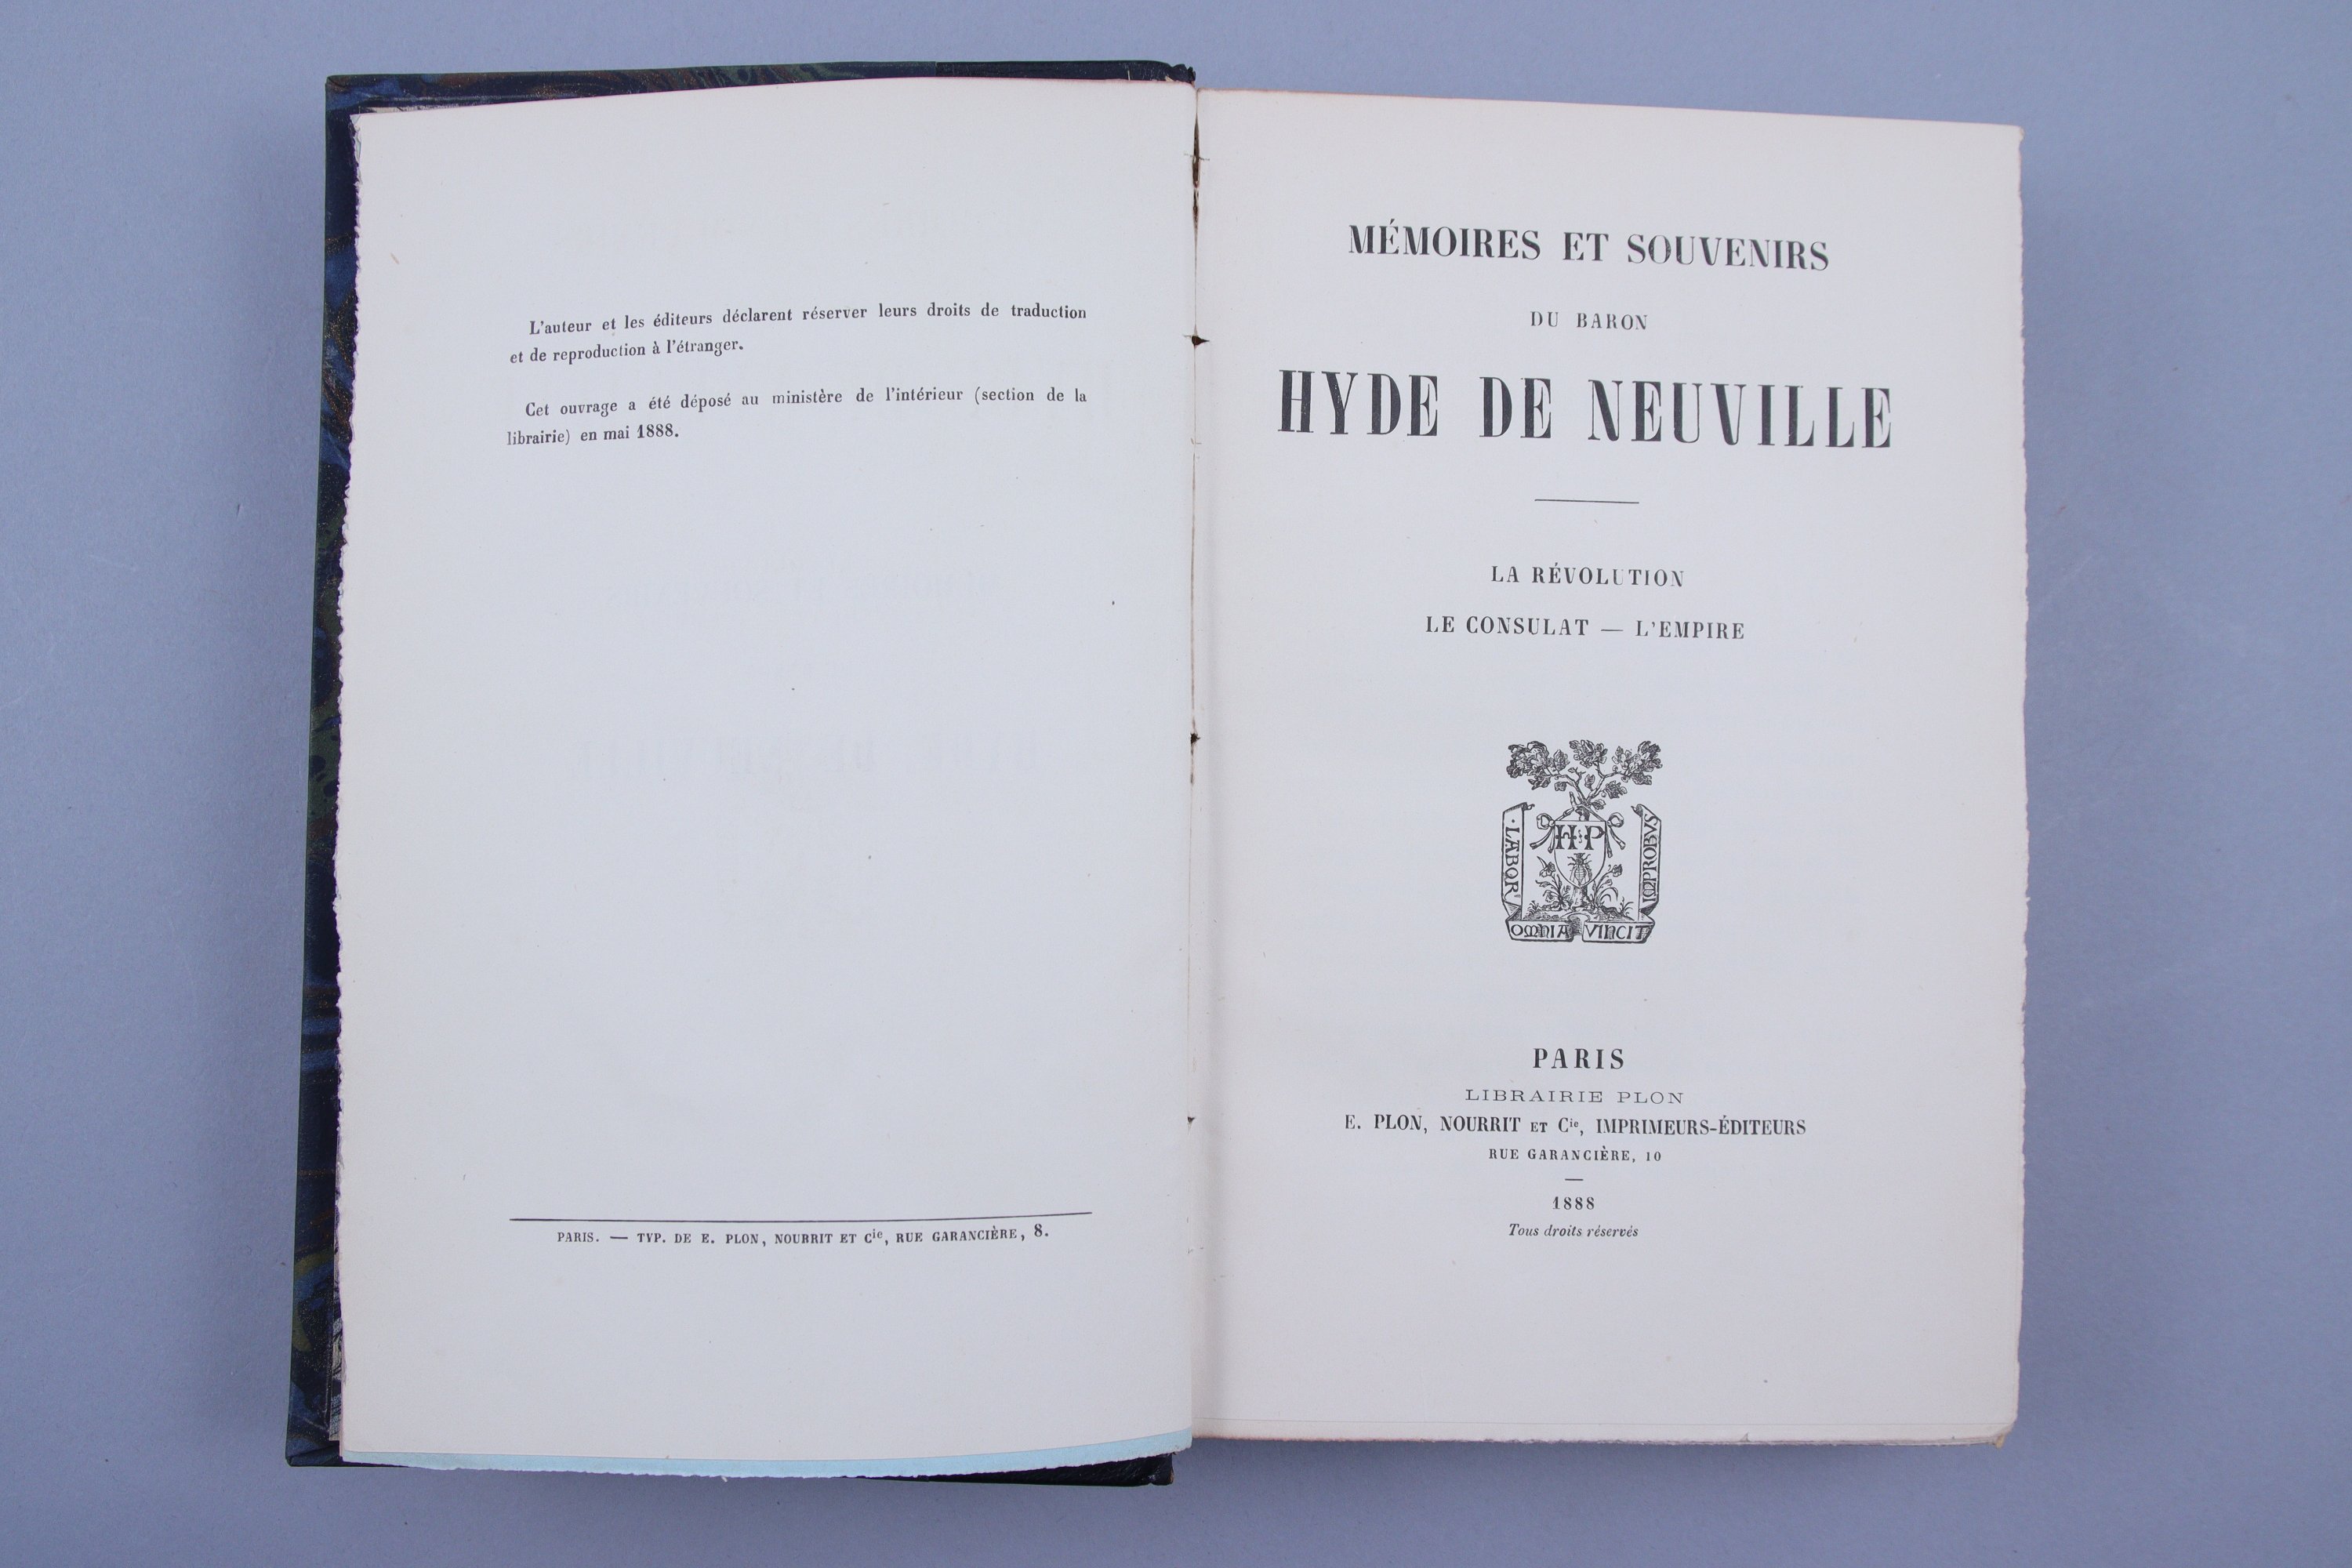 L'auteur et les éditeurs déclarent réserver leurs droits de traduction
et de reproduction à l'étranger.
Cet ouvrage a été déposé au ministère de l'intérieur (section de la
librairie) en mai 1888.
PARIS. — TYP. DE E. PLON, NOURRIT ET Cie, RUE GARANCIÈRE, 8.
MÉMOIRES ET SOUVENIRS
DU BARON
HYDE DE NEUVILLE
LA RÉVOLUTION
LE CONSULAT — L'EMPIRE
H P
LABOR
IMPROBVS
OMNIA VINCIT
PARIS
LIBRAIRIE PLON
E. PLON, NOURRIT ET Cie, IMPRIMEURS-ÉDITEURS
RUE GARANCIÈRE, 10
1888
Tous droits réservés